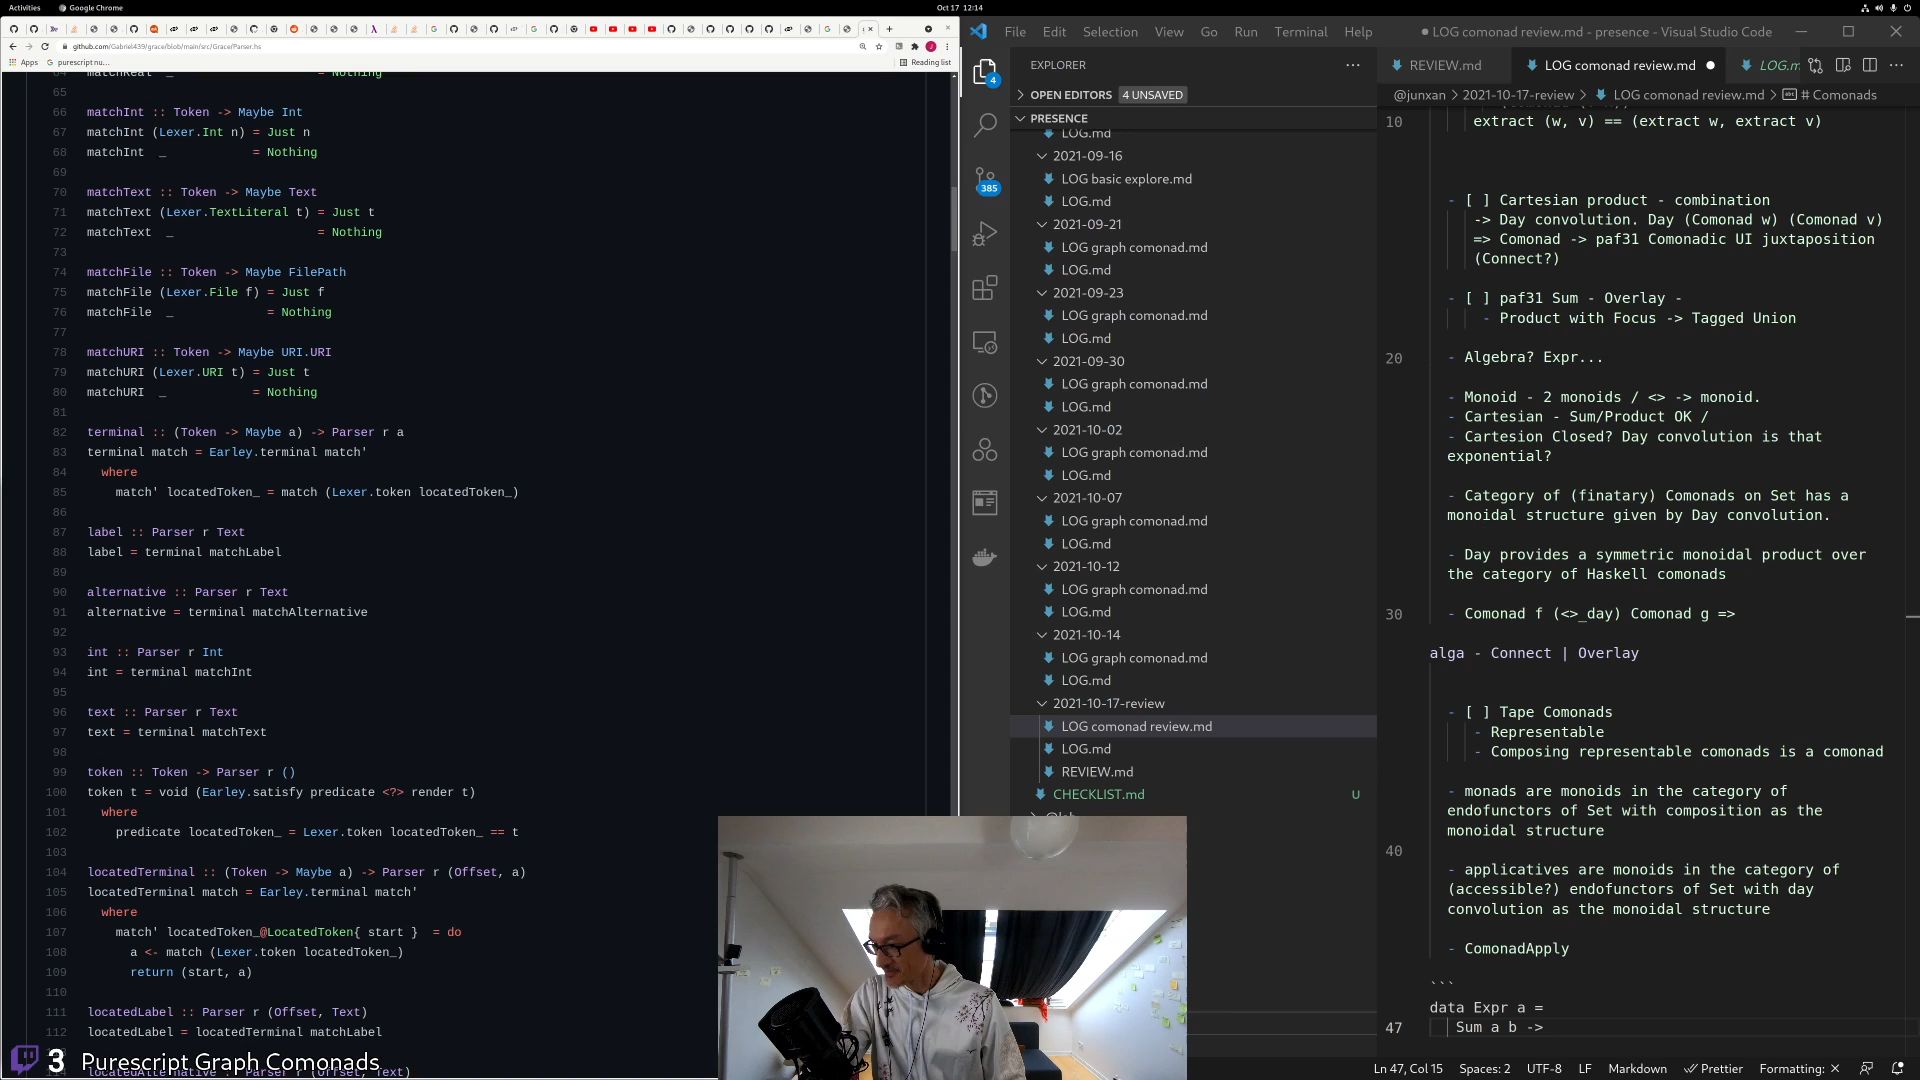 Activities
Google Chrome
Oct 17 12:14
github.com/Gabriel439/grace/blob/main/src/Grace/Parser.hs
Apps
purescript nu...
Reading list
65
66 matchInt :: Token -> Maybe Int
67 matchInt (Lexer.Int n) = Just n
68 matchInt _ = Nothing
69
70 matchText :: Token -> Maybe Text
71 matchText (Lexer.TextLiteral t) = Just t
72 matchText _ = Nothing
73
74 matchFile :: Token -> Maybe FilePath
75 matchFile (Lexer.File f) = Just f
76 matchFile _ = Nothing
77
78 matchURI :: Token -> Maybe URI.URI
79 matchURI (Lexer.URI t) = Just t
80 matchURI _ = Nothing
81
82 terminal :: (Token -> Maybe a) -> Parser r a
83 terminal match = Earley.terminal match'
84 where
85 match' locatedToken_ = match (Lexer.token locatedToken_)
86
87 label :: Parser r Text
88 label = terminal matchLabel
89
90 alternative :: Parser r Text
91 alternative = terminal matchAlternative
92
93 int :: Parser r Int
94 int = terminal matchInt
95
96 text :: Parser r Text
97 text = terminal matchText
98
99 token :: Token -> Parser r ()
100 token t = void (Earley.satisfy predicate <?> render t)
101 where
102 predicate locatedToken_ = Lexer.token locatedToken_ == t
103
104 locatedTerminal :: (Token -> Maybe a) -> Parser r (Offset, a)
105 locatedTerminal match = Earley.terminal match'
106 where
107 match' locatedToken_@LocatedToken{ start } = do
108 a <- match (Lexer.token locatedToken_)
109 return (start, a)
110
111 locatedLabel :: Parser r (Offset, Text)
112 locatedLabel = locatedTerminal matchLabel
3 Purescript Graph Comonads
File Edit Selection View Go Run Terminal Help
● LOG comonad review.md - presence - Visual Studio Code
EXPLORER
OPEN EDITORS 4 UNSAVED
PRESENCE
4
385
LOG.md
2021-09-16
LOG basic explore.md
LOG.md
2021-09-21
LOG graph comonad.md
LOG.md
2021-09-23
LOG graph comonad.md
LOG.md
2021-09-30
LOG graph comonad.md
LOG.md
2021-10-02
LOG graph comonad.md
LOG.md
2021-10-07
LOG graph comonad.md
LOG.md
2021-10-12
LOG graph comonad.md
LOG.md
2021-10-14
LOG graph comonad.md
LOG.md
2021-10-17-review
LOG comonad review.md
LOG.md
REVIEW.md
CHECKLIST.md U
REVIEW.md
LOG comonad review.md
LOG.m
@junxan > 2021-10-17-review > LOG comonad review.md > # Comonads
10 extract (w, v) == (extract w, extract v)
- [ ] Cartesian product - combination
-> Day convolution. Day (Comonad w) (Comonad v)
=> Comonad -> paf31 Comonadic UI juxtaposition
(Connect?)
- [ ] paf31 Sum - Overlay -
- Product with Focus -> Tagged Union
20 - Algebra? Expr...
- Monoid - 2 monoids / <> -> monoid.
- Cartesian - Sum/Product OK /
- Cartesion Closed? Day convolution is that
exponential?
- Category of (finatary) Comonads on Set has a
monoidal structure given by Day convolution.
- Day provides a symmetric monoidal product over
the category of Haskell comonads
30 - Comonad f (<>_day) Comonad g =>
alga - Connect | Overlay
- [ ] Tape Comonads
- Representable
- Composing representable comonads is a comonad
- monads are monoids in the category of
endofunctors of Set with composition as the
monoidal structure
40
- applicatives are monoids in the category of
(accessible?) endofunctors of Set with day
convolution as the monoidal structure
- ComonadApply
```
data Expr a =
47 Sum a b ->
Ln 47, Col 15 Spaces: 2 UTF-8 LF Markdown Prettier Formatting: ×